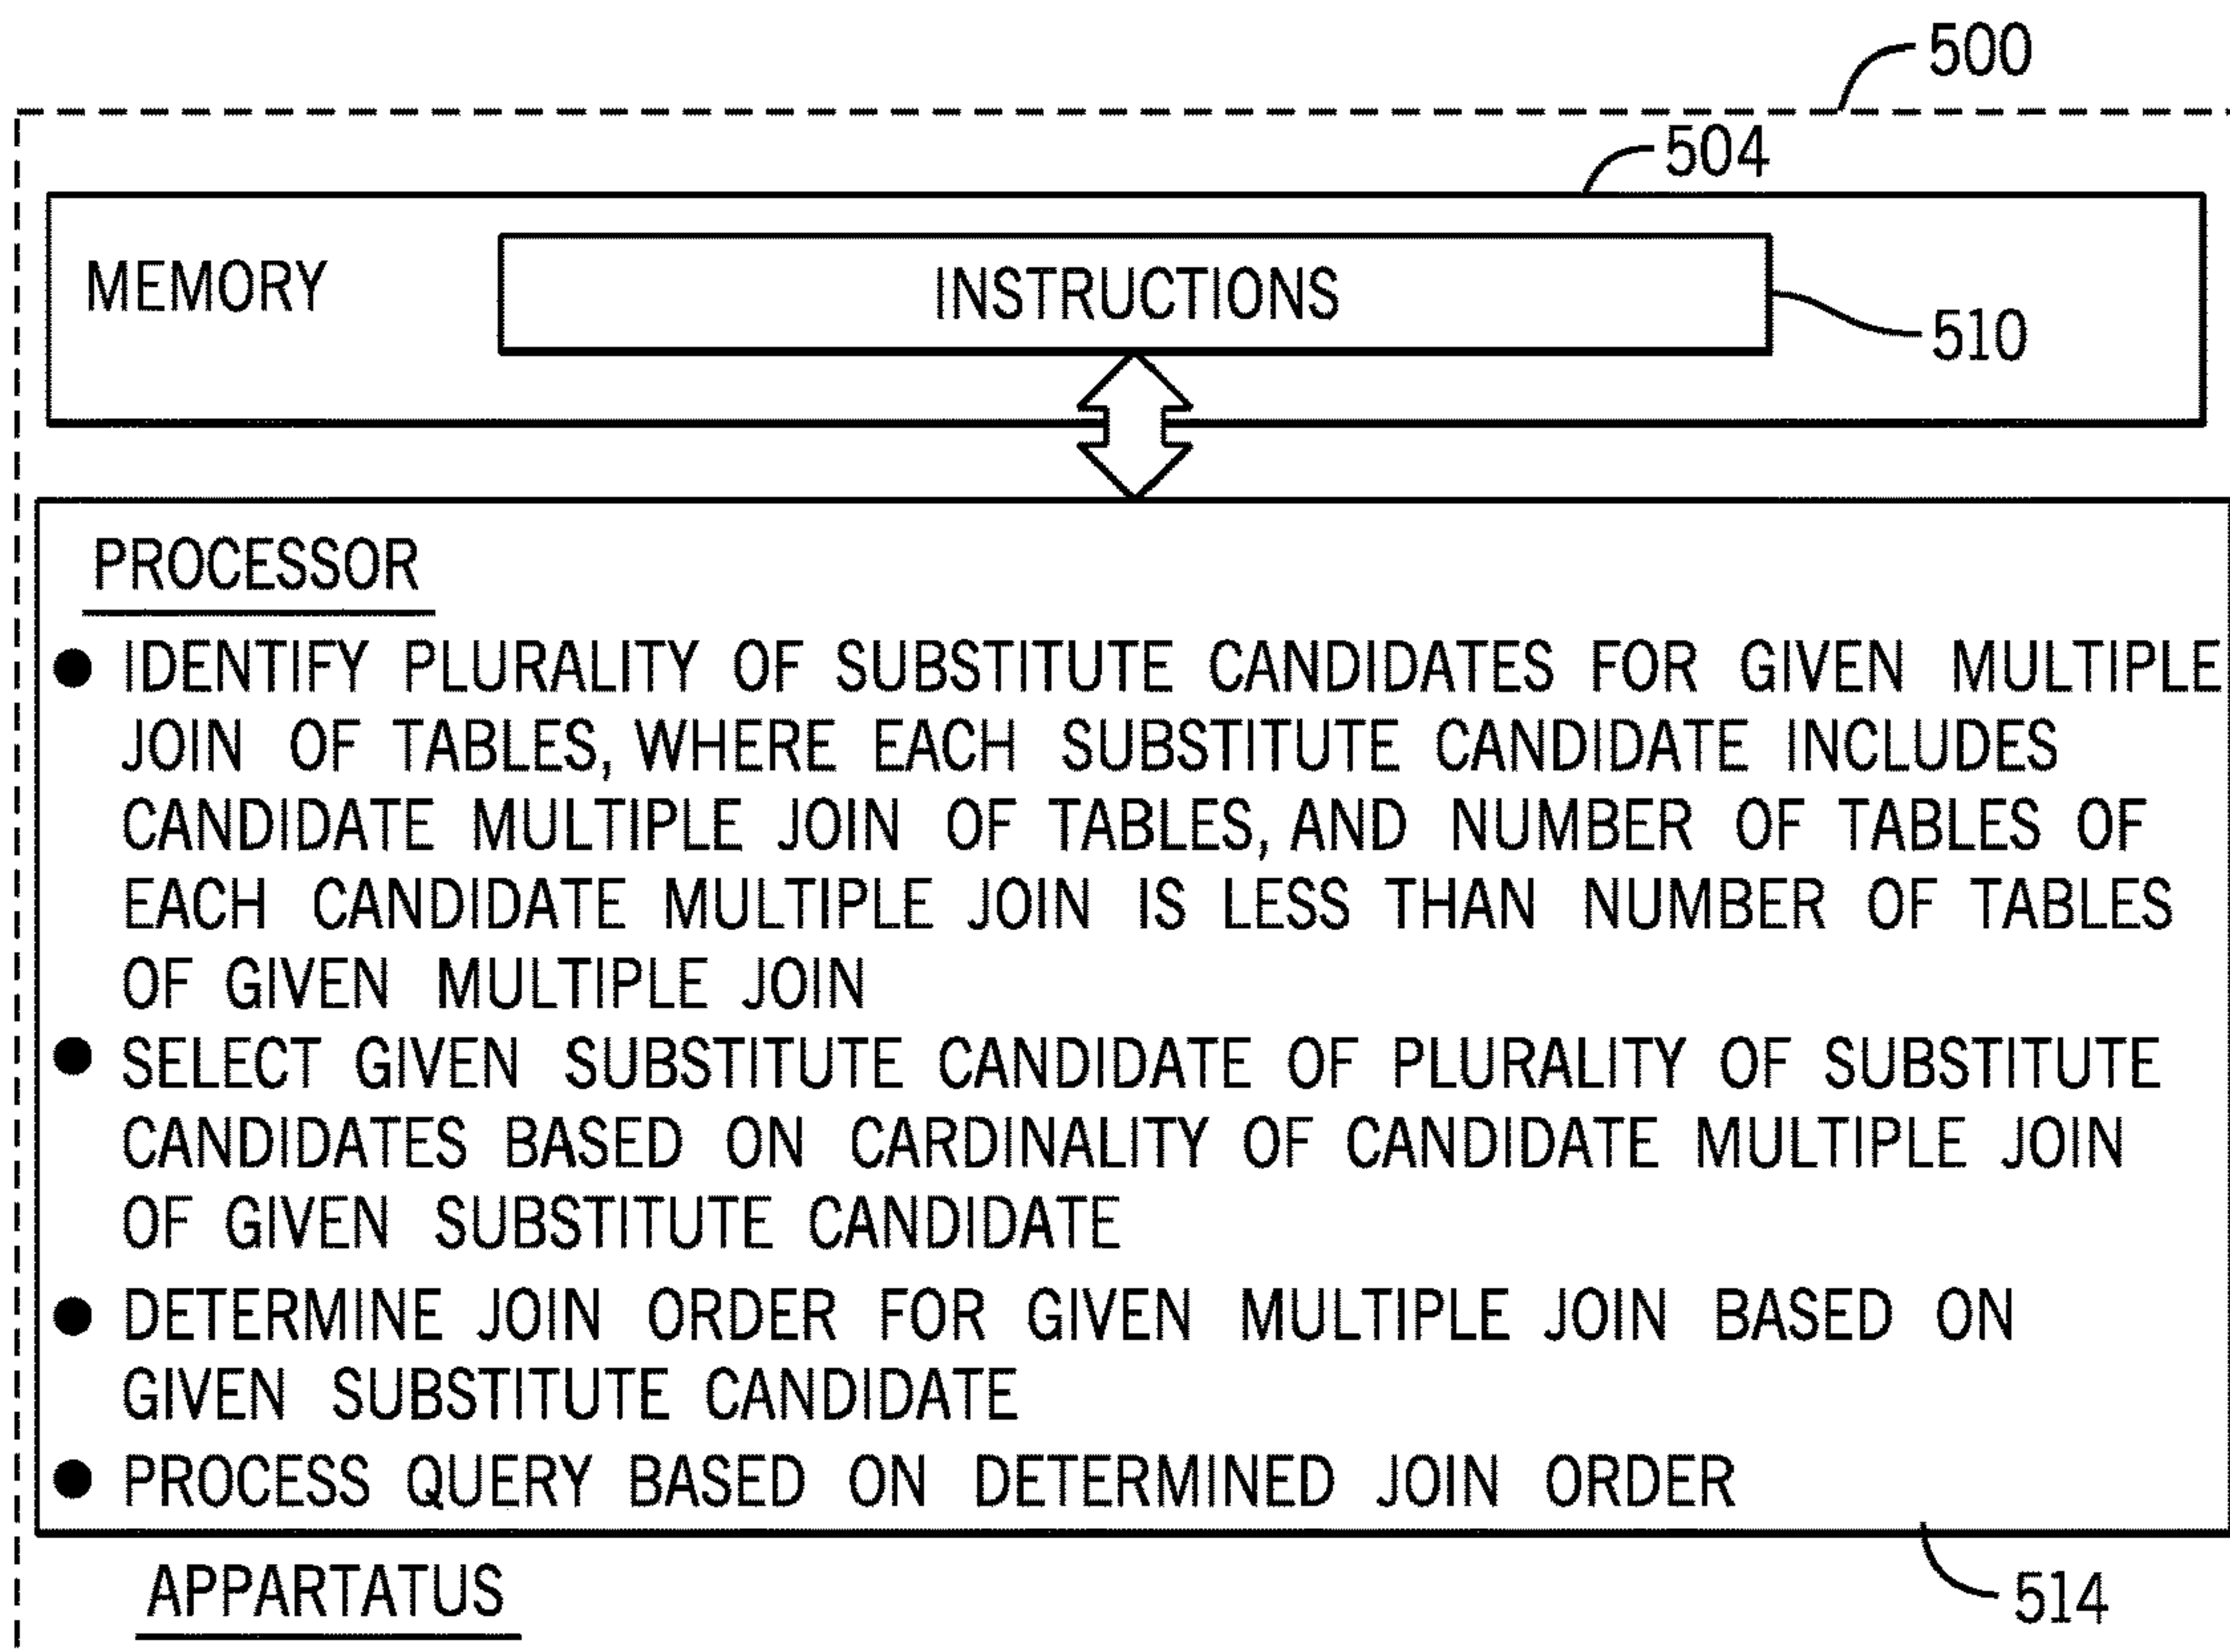 500
504
MEMORY
INSTRUCTIONS
510
PROCESSOR
● IDENTIFY PLURALITY OF SUBSTITUTE CANDIDATES FOR GIVEN MULTIPLE
JOIN OF TABLES, WHERE EACH SUBSTITUTE CANDIDATE INCLUDES
CANDIDATE MULTIPLE JOIN OF TABLES, AND NUMBER OF TABLES OF
EACH CANDIDATE MULTIPLE JOIN IS LESS THAN NUMBER OF TABLES
OF GIVEN MULTIPLE JOIN
● SELECT GIVEN SUBSTITUTE CANDIDATE OF PLURALITY OF SUBSTITUTE
CANDIDATES BASED ON CARDINALITY OF CANDIDATE MULTIPLE JOIN
OF GIVEN SUBSTITUTE CANDIDATE
● DETERMINE JOIN ORDER FOR GIVEN MULTIPLE JOIN BASED ON
GIVEN SUBSTITUTE CANDIDATE
● PROCESS QUERY BASED ON DETERMINED JOIN ORDER
APPARTATUS
514